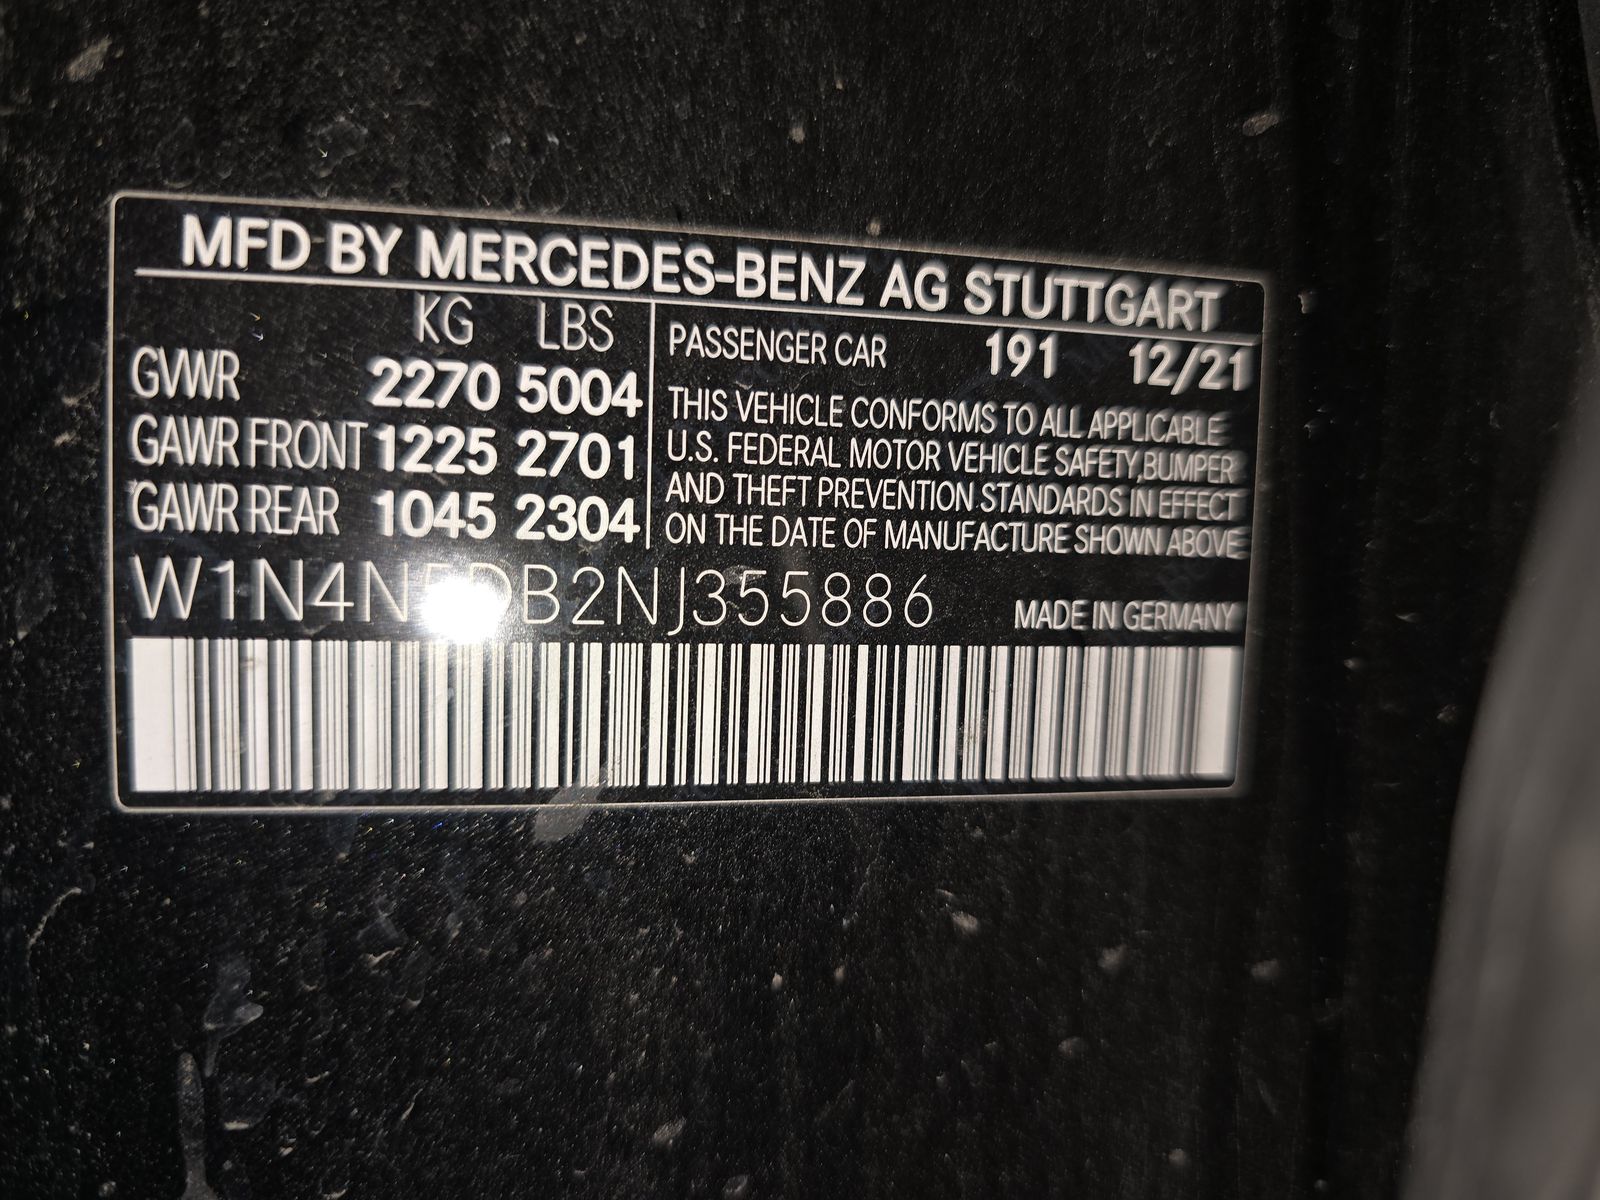 MFD BY MERCEDES-BENZ AG STUTTGART
KG LBS
GVWR 2270 5004
GAWR FRONT 1225 2701
GAWR REAR 1045 2304
PASSENGER CAR 191 12/21
THIS VEHICLE CONFORMS TO ALL APPLICABLE
U.S. FEDERAL MOTOR VEHICLE SAFETY,BUMPER
AND THEFT PREVENTION STANDARDS IN EFFECT
ON THE DATE OF MANUFACTURE SHOWN ABOVE
W1N4N5DB2NJ355886
MADE IN GERMANY